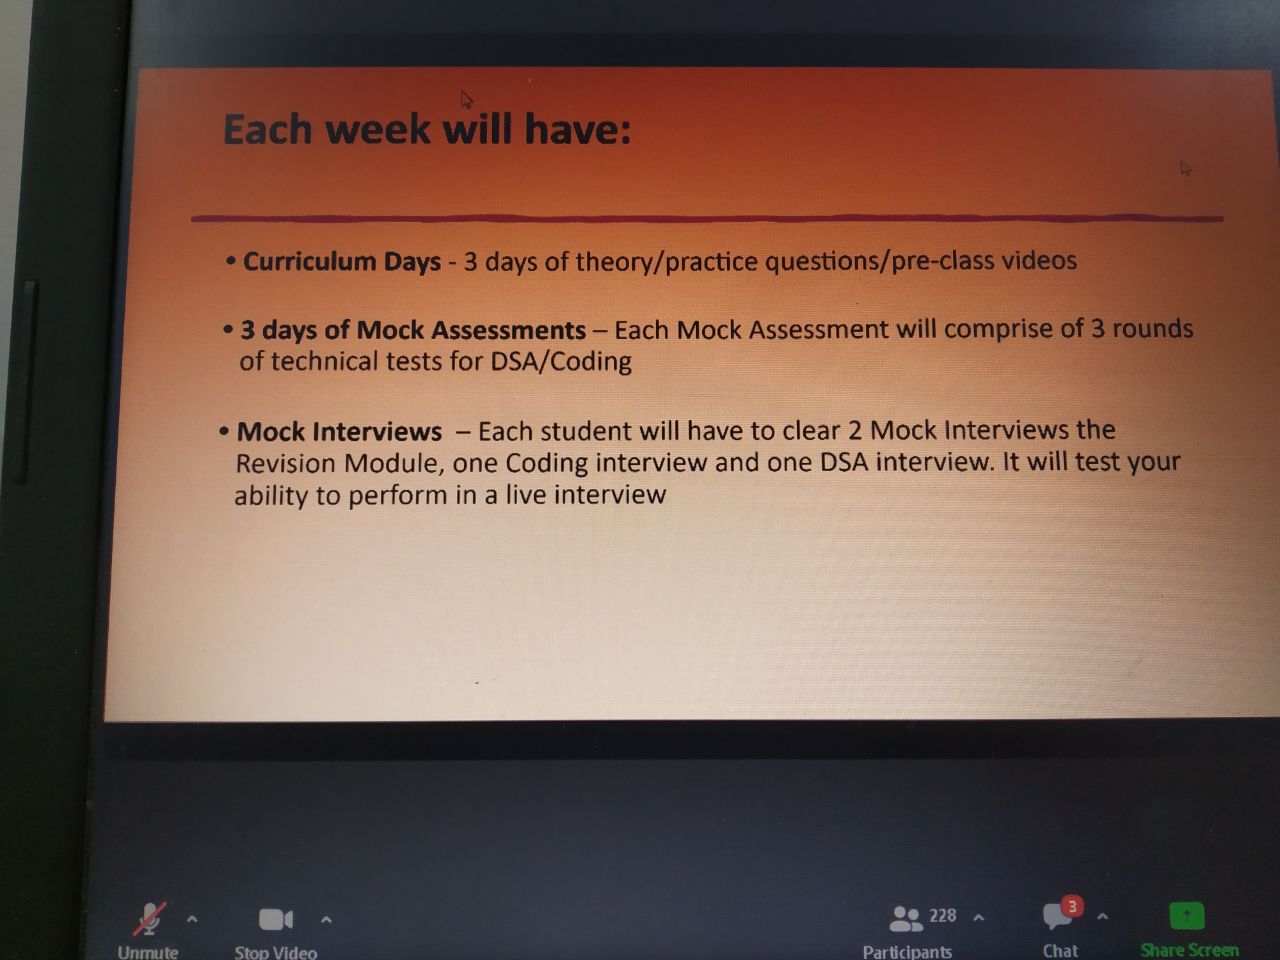 Each week will have:
• Curriculum Days - 3 days of theory/practice questions/pre-class videos
• 3 days of Mock Assessments – Each Mock Assessment will comprise of 3 rounds
of technical tests for DSA/Coding
• Mock Interviews – Each student will have to clear 2 Mock Interviews the
Revision Module, one Coding interview and one DSA interview. It will test your
ability to perform in a live interview
228
3
Unmute
Stop Video
Participants
Chat
Share Screen